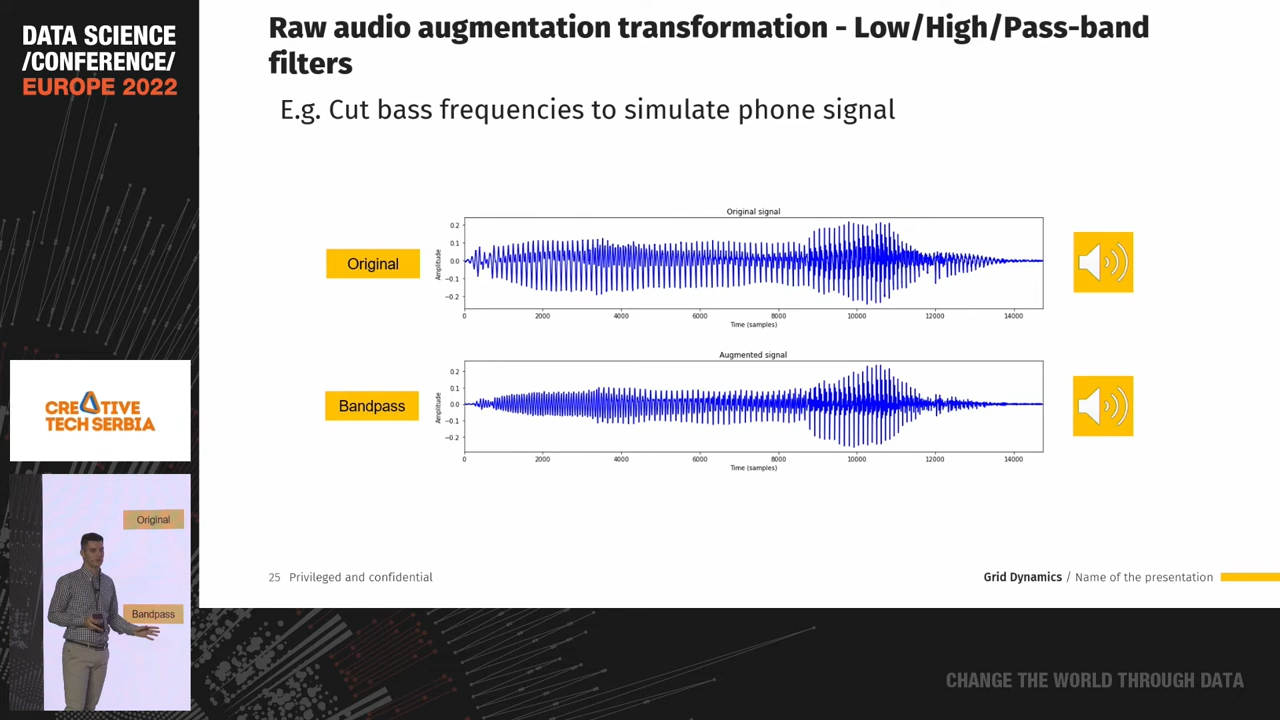 DATA SCIENCE
/CONFERENCE/
EUROPE 2022
Raw audio augmentation transformation - Low/High/Pass-band
filters
E.g. Cut bass frequencies to simulate phone signal
Original
Original signal
Amplitude
0.2
0.1
0.0
−0.1
−0.2
0 2000 4000 6000 8000 10000 12000 14000
Time (samples)
Bandpass
Augmented signal
Amplitude
0.2
0.1
0.0
−0.1
−0.2
0 2000 4000 6000 8000 10000 12000 14000
Time (samples)
CREATIVE
TECH SERBIA
Original
Bandpass
25 Privileged and confidential
Grid Dynamics / Name of the presentation
CHANGE THE WORLD THROUGH DATA